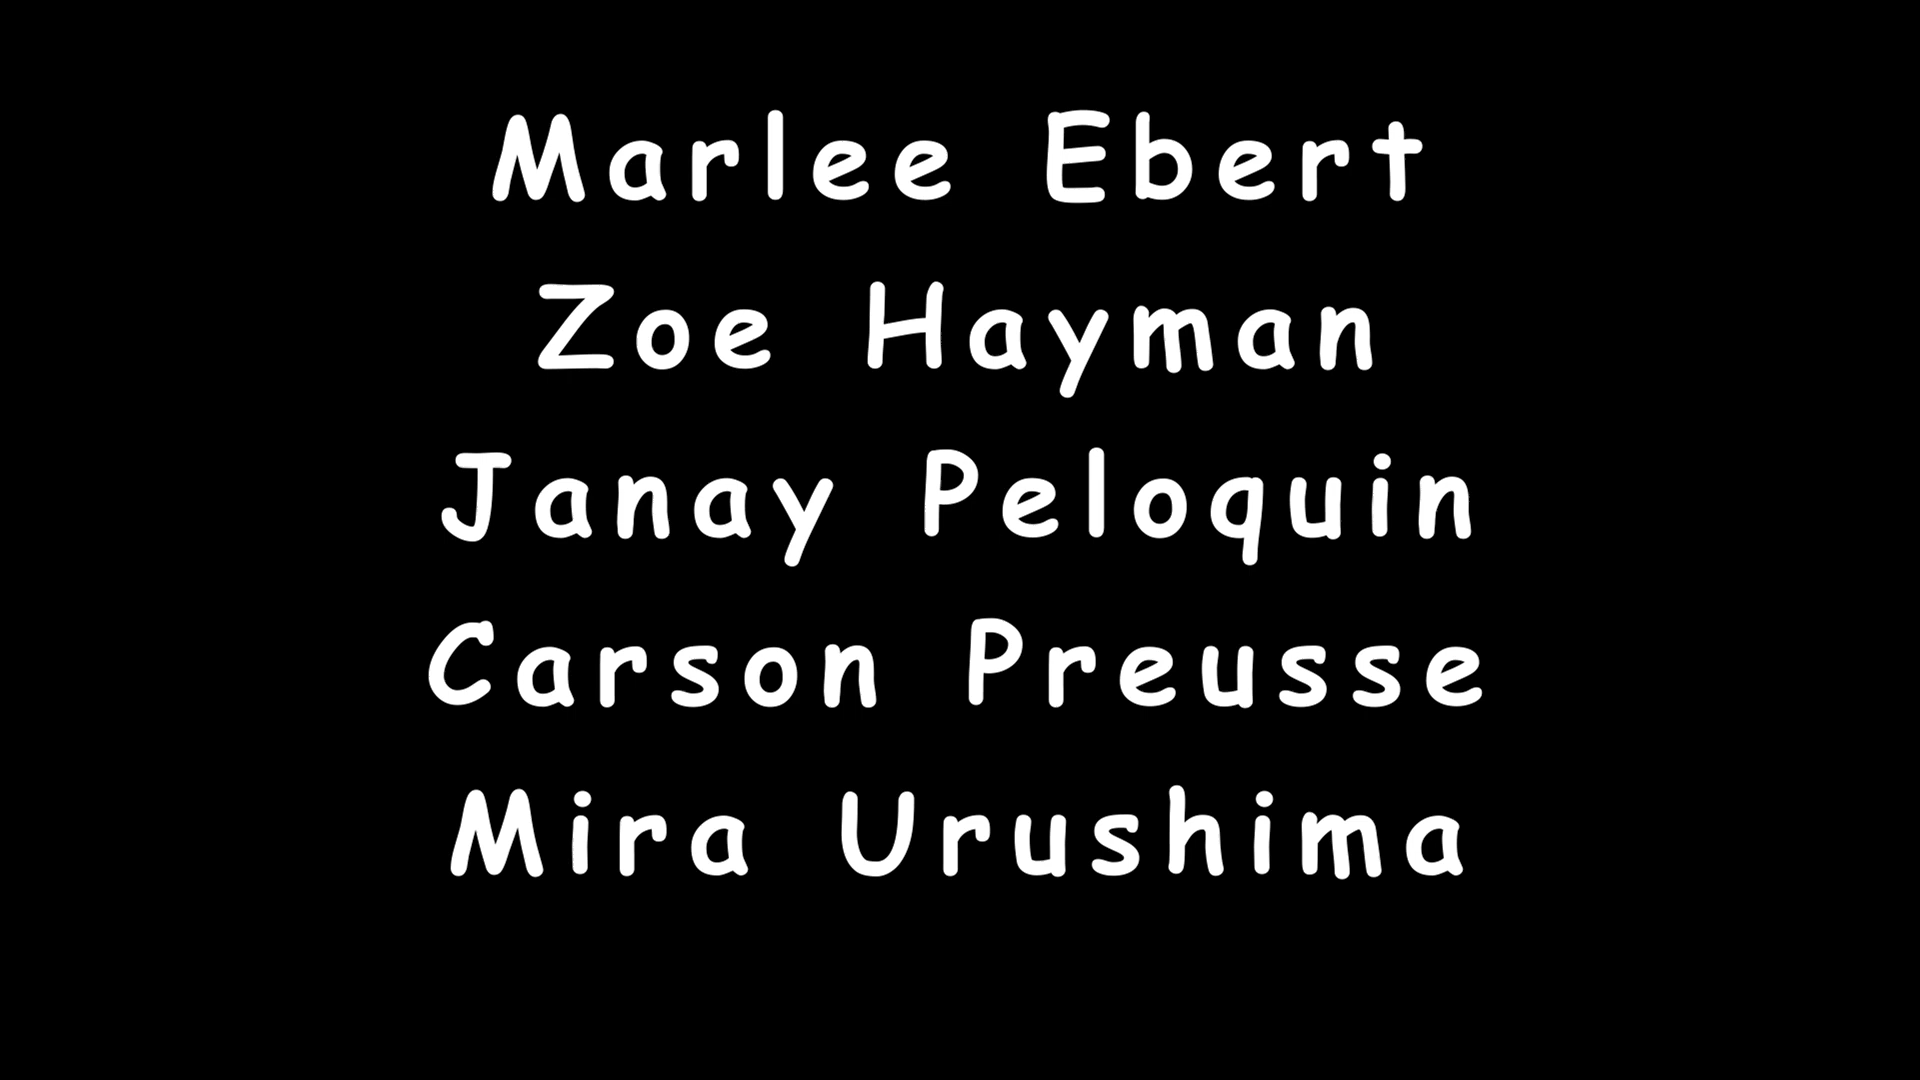 Marlee Ebert
Zoe Hayman
Janay Peloquin
Carson Preusse
Mira Urushima